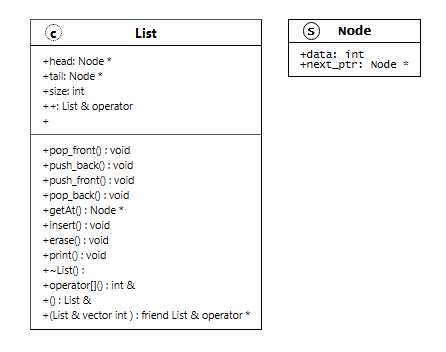 C List
+head: Node *
+tail: Node *
+size: int
++: List & operator
+
+pop_front() : void
+push_back() : void
+push_front() : void
+pop_back() : void
+getAt() : Node *
+insert() : void
+erase() : void
+print() : void
+~List() :
+operator[]() : int &
+() : List &
+(List & vector int ) : friend List & operator *
S Node
+data: int
+next_ptr: Node *